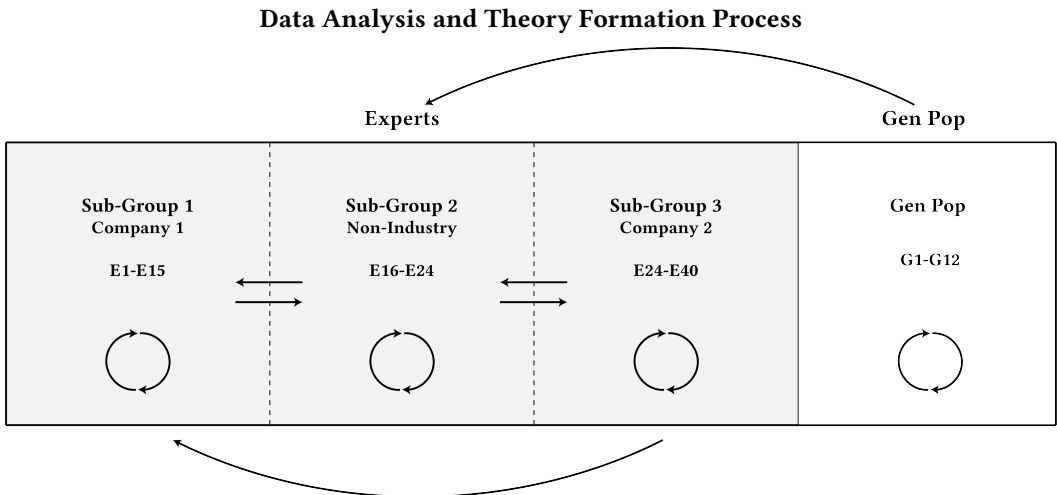 Data Analysis and Theory Formation Process
Experts
Gen Pop
Sub-Group 1
Company 1
E1-E15
Sub-Group 2
Non-Industry
E16-E24
Sub-Group 3
Company 2
E24-E40
Gen Pop
G1-G12